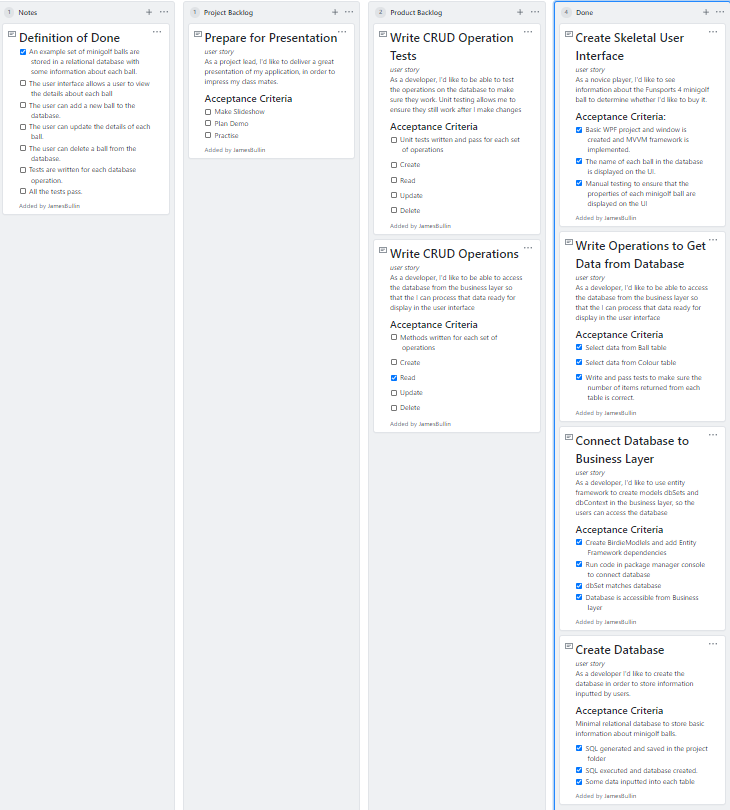 1 Notes
Definition of Done
An example set of minigolf balls are
stored in a relational database with
some information about each ball.
The user interface allows a user to view
the details about each ball
The user can add a new ball to the
database.
The user can update the details of each
ball.
The user can delete a ball from the
database.
Tests are written for each database
operation.
All the tests pass.
Added by JamesBullin
1 Project Backlog
Prepare for Presentation
user story
As a project lead, I'd like to deliver a great
presentation of my application, in order to
impress my class mates.
Acceptance Criteria
Make Slideshow
Plan Demo
Practise
Added by JamesBullin
2 Product Backlog
Write CRUD Operation
Tests
user story
As a developer, I'd like to be able to test
the operations on the database to make
sure they work. Unit testing allows me to
ensure they still work after I make changes
Acceptance Criteria
Unit tests written and pass for each set
of operations
Create
Read
Update
Delete
Added by JamesBullin
Write CRUD Operations
user story
As a developer, I'd like to be able to access
the database from the business layer so
that the I can process that data ready for
display in the user interface
Acceptance Criteria
Methods written for each set of
operations
Create
Read
Update
Delete
Added by JamesBullin
4 Done
Create Skeletal User
Interface
user story
As a novice player, I'd like to see
information about the Funsports 4 minigolf
ball to determine whether I'd like to buy it.
Acceptance Criteria:
Basic WPF project and window is
created and MVVM framework is
implemented.
The name of each ball in the database
is displayed on the UI.
Manual testing to ensure that the
properties of each minigolf ball are
displayed on the UI
Added by JamesBullin
Write Operations to Get
Data from Database
user story
As a developer, I'd like to be able to access
the database from the business layer so
that the I can process that data ready for
display in the user interface
Acceptance Criteria
Select data from Ball table
Select data from Colour table
Write and pass tests to make sure the
number of items returned from each
table is correct.
Added by JamesBullin
Connect Database to
Business Layer
user story
As a developer, I'd like to use entity
framework to create models dbSets and
dbContext in the business layer, so the
users can access the database
Acceptance Criteria
Create BirdieModlels and add Entity
Framework dependencies
Run code in package manager console
to connect database
dbSet matches database
Database is accessible from Business
layer
Added by JamesBullin
Create Database
user story
As a developer I'd like to create the
database in order to store information
inputted by users.
Acceptance Criteria
Minimal relational database to store basic
information about minigolf balls.
SQL generated and saved in the project
folder
SQL executed and database created.
Some data inputted into each table
Added by JamesBullin